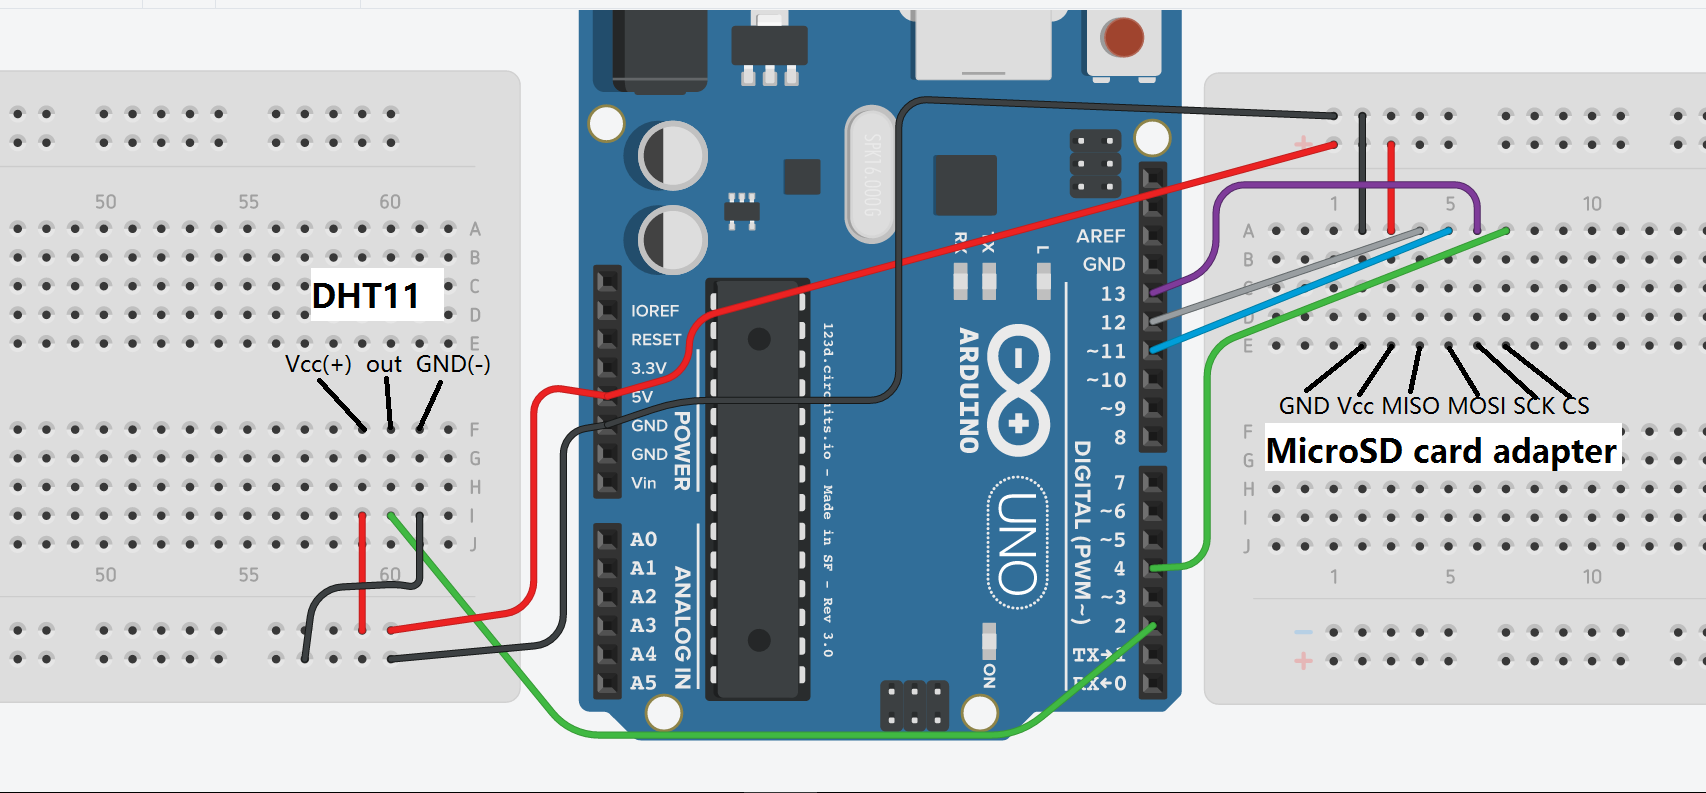 SPK16.000G
50 55 60
A
B
C
D
E
DHT11
Vcc(+) out GND(-)
F
G
H
I
J
50 55 60
IOREF
RESET
3.3V
5V
GND
GND
Vin
POWER
A0
A1
A2
A3
A4
A5
ANALOG IN
123d.circuits.io - Made in SF - Rev 3.0
L
ARDUINO
UNO
ON
AREF
GND
13
12
~11
~10
~9
8
7
~6
~5
4
~3
2
TX→1
RX←0
DIGITAL (PWM ~)
+
1 5 10
A
B
C
D
E
GND Vcc MISO MOSI SCK CS
MicroSD card adapter
F
G
H
I
J
1 5 10
−
+